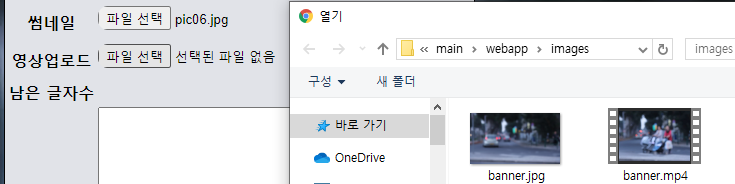 썸네일 파일 선택 pic06.jpg
영상업로드 파일 선택 선택된 파일 없음
남은 글자수
열기
« main › webapp › images
images
구성 새 폴더
바로 가기
OneDrive
banner.jpg
banner.mp4